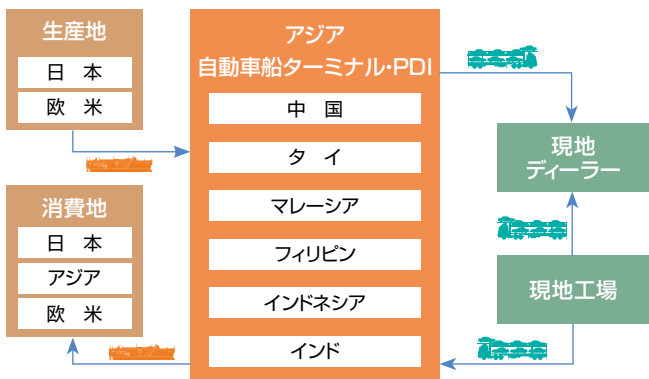 生産地
日 本
欧 米
消費地
日 本
アジア
欧 米
アジア
自動車船ターミナル・PDI
中 国
タ イ
マレーシア
フィリピン
インドネシア
インド
現地
ディーラー
現地工場